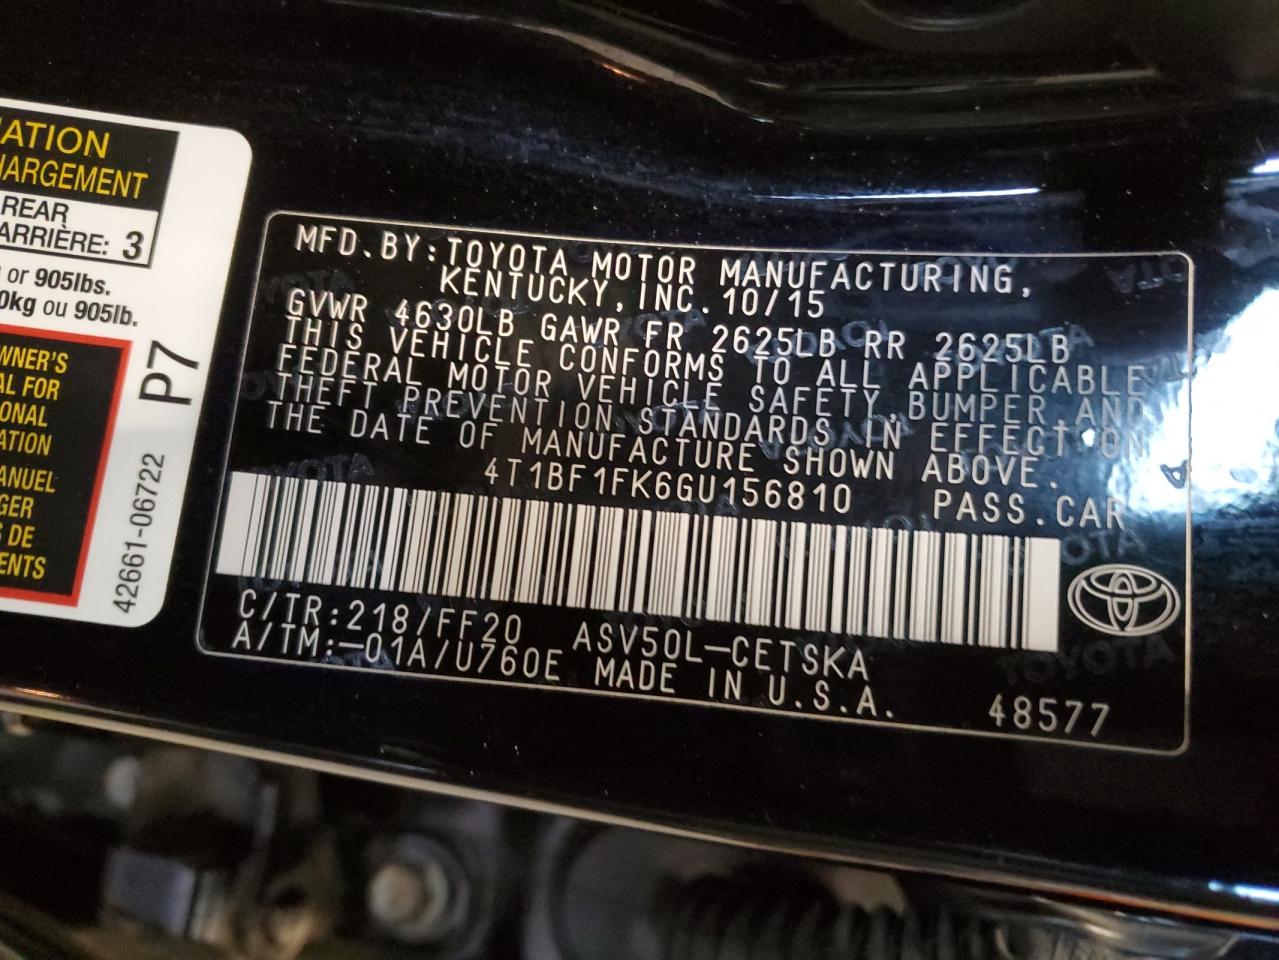 ATION
HARGEMENT
REAR
ARRIÈRE: 3
or 905lbs.
0kg ou 905lb.
WNER'S
AL FOR
ONAL
ATION
ANUEL
GER
DE
ENTS
P7
42661-06722
MFD.BY:TOYOTA MOTOR MANUFACTURING,
KENTUCKY,INC.10/15
GVWR 4630LB GAWR FR 2625LB RR 2625LB
THIS VEHICLE CONFORMS TO ALL APPLICABLE
FEDERAL MOTOR VEHICLE SAFETY,BUMPER AND
THEFT PREVENTION STANDARDS IN EFFECT ON
THE DATE OF MANUFACTURE SHOWN ABOVE.
4T1BF1FK6GU156810 PASS.CAR
C/TR:218/FF20 ASV50L-CETSKA
A/TM:-01A/U760E MADE IN U.S.A. 48577